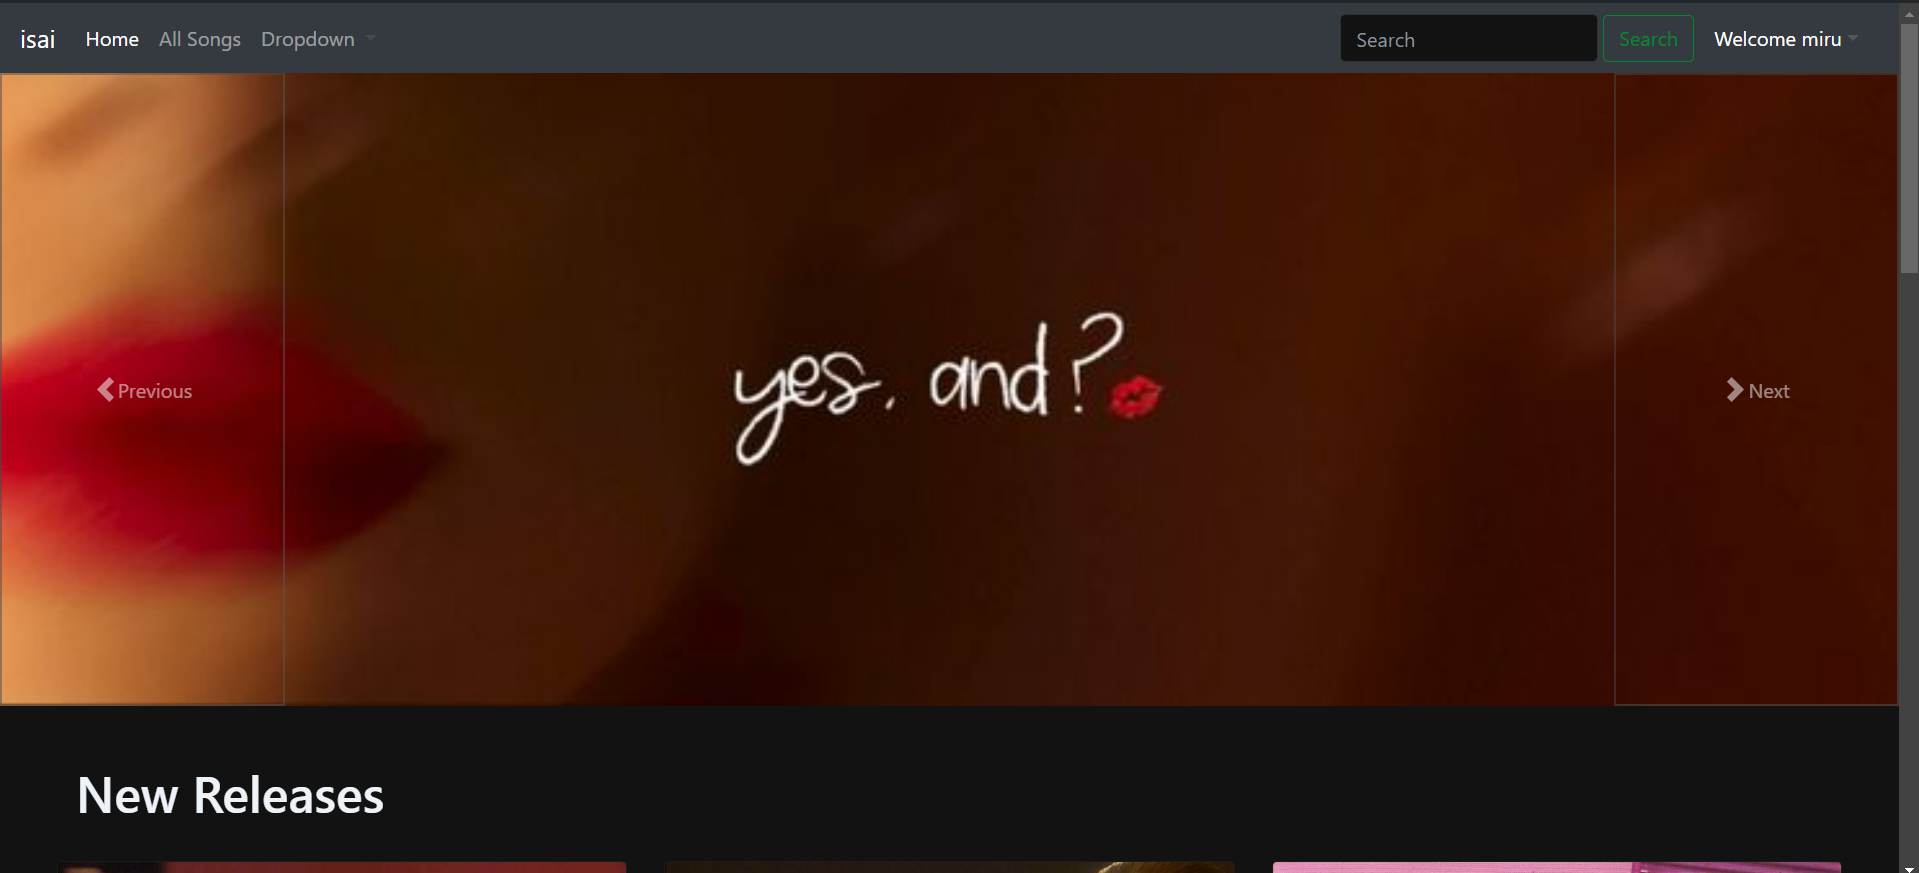 isai Home All Songs Dropdown Search Search Welcome miru
yes, and?
Previous Next
New Releases